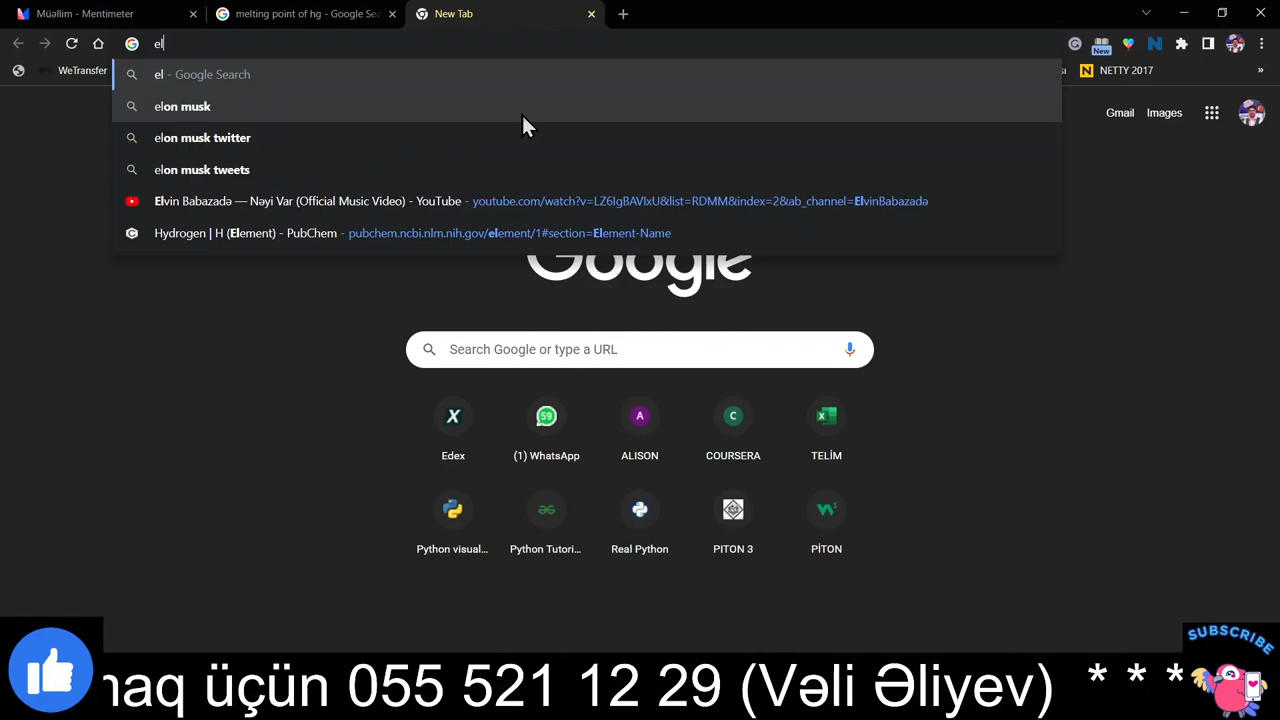 Müəllim - Mentimeter
melting point of hg - Google Sea
New Tab
el
New
WeTransfer
NETTY 2017
el - Google Search
elon musk
elon musk twitter
elon musk tweets
Elvin Babazadə — Nəyi Var (Official Music Video) - YouTube - youtube.com/watch?v=LZ6IgBAVIxU&list=RDMM&index=2&ab_channel=ElvinBabazadə
Hydrogen | H (Element) - PubChem - pubchem.ncbi.nlm.nih.gov/element/1#section=Element-Name
Gmail Images
Google
Search Google or type a URL
Edex (1) WhatsApp ALISON COURSERA TELİM
Python visual... Python Tutori... Real Python PITON 3 PİTON
SUBSCRIBE
naq üçün 055 521 12 29 (Vəli Əliyev) * * *